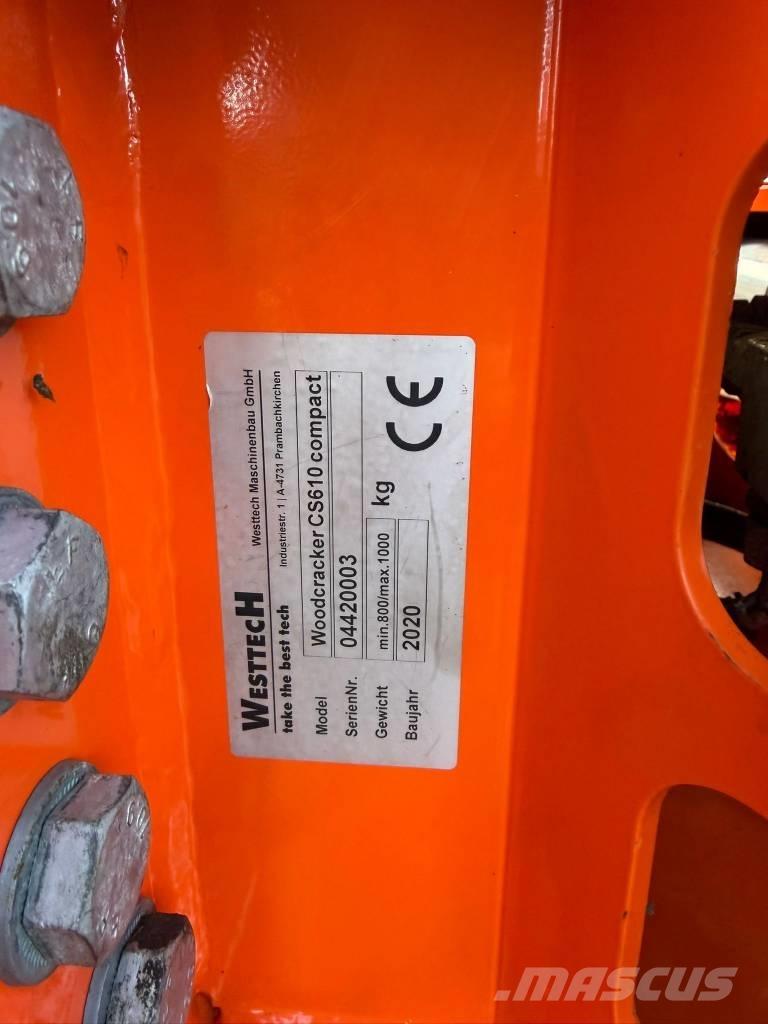 WESTTECH
take the best tech
Westtech Maschinenbau GmbH
Industriestr. 1 | A-4731 Prambachkirchen
Model Woodcracker CS610 compact
SerienNr. 04420003
Gewicht min.800/max.1000 kg
Baujahr 2020
CE
MASCUS